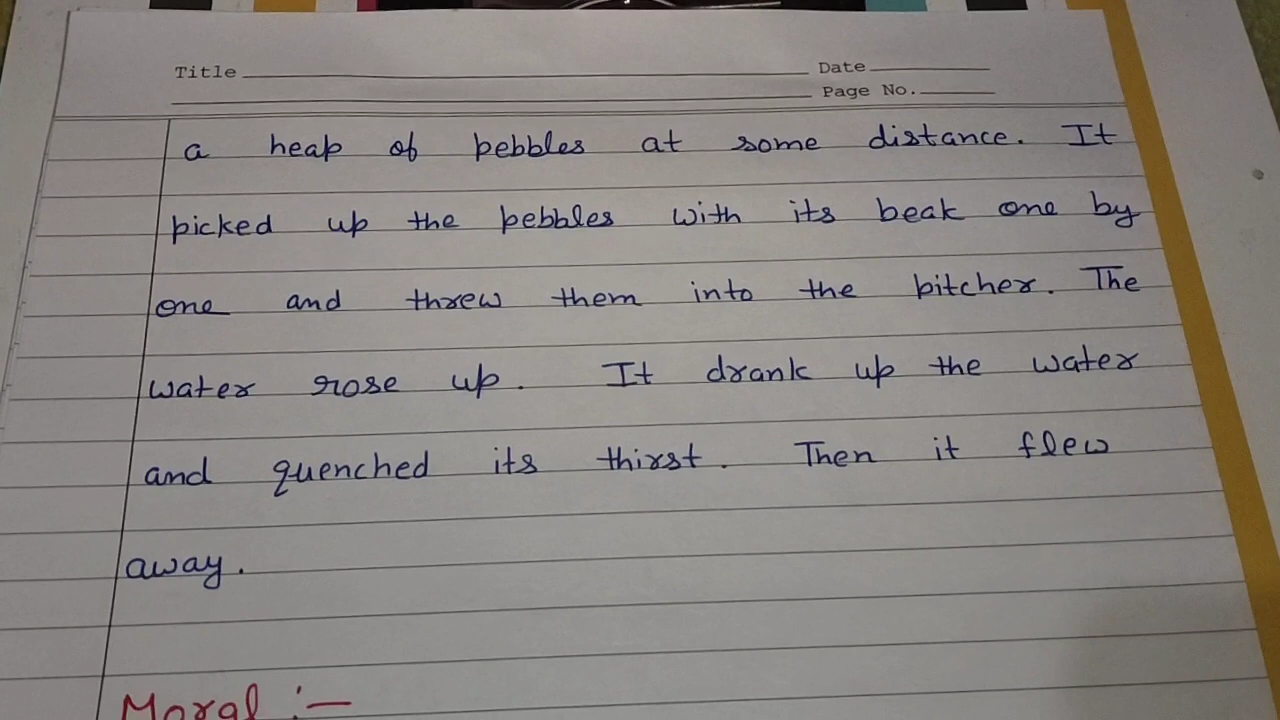 Title
Date
Page No.
a heap of pebbles at some distance. It
picked up the pebbles with its beak one by
one and threw them into the pitcher. The
water rose up. It drank up the water
and quenched its thirst. Then it flew
away.
Moral :-